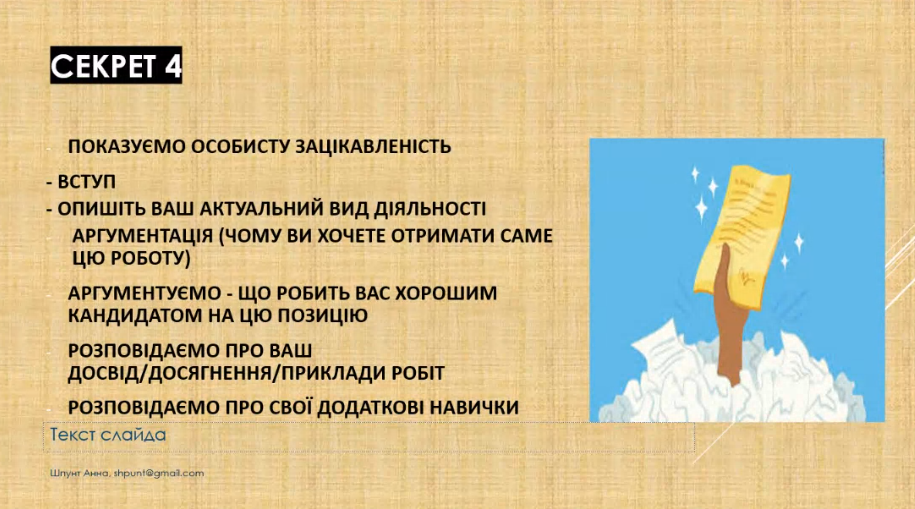 СЕКРЕТ 4
- ПОКАЗУЄМО ОСОБИСТУ ЗАЦІКАВЛЕНІСТЬ
- ВСТУП
- ОПИШІТЬ ВАШ АКТУАЛЬНИЙ ВИД ДІЯЛЬНОСТІ
- АРГУМЕНТАЦІЯ (ЧОМУ ВИ ХОЧЕТЕ ОТРИМАТИ САМЕ
ЦЮ РОБОТУ)
- АРГУМЕНТУЄМО - ЩО РОБИТЬ ВАС ХОРОШИМ
КАНДИДАТОМ НА ЦЮ ПОЗИЦІЮ
- РОЗПОВІДАЄМО ПРО ВАШ
ДОСВІД/ДОСЯГНЕННЯ/ПРИКЛАДИ РОБІТ
- РОЗПОВІДАЄМО ПРО СВОЇ ДОДАТКОВІ НАВИЧКИ
Текст слайда
Шпунт Анна, shpunt@gmail.com